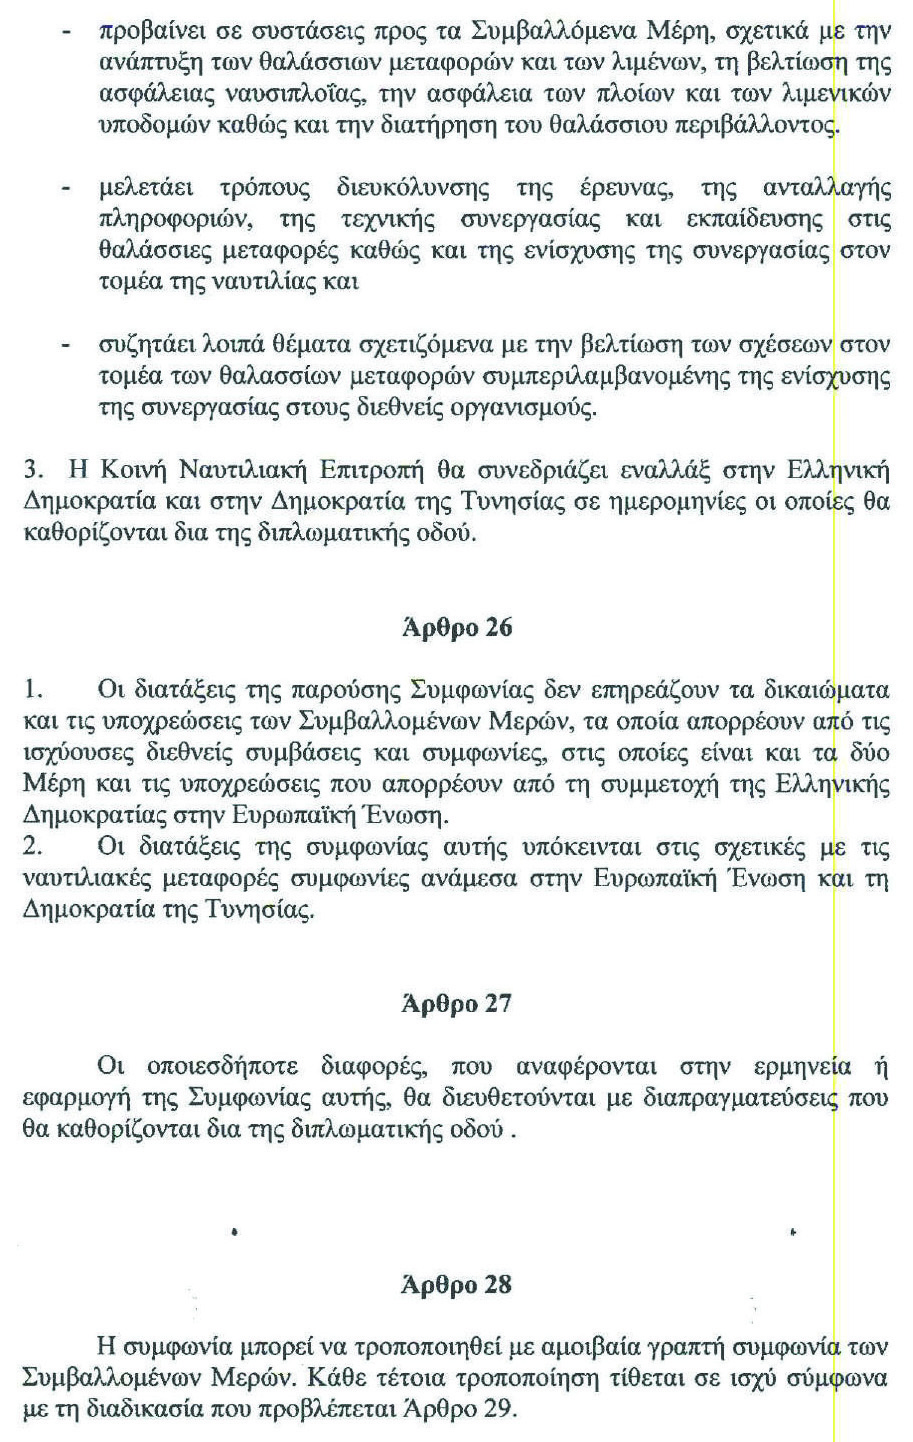 - προβαίνει σε συστάσεις προς τα Συμβαλλόμενα Μέρη, σχετικά με την
ανάπτυξη των θαλάσσιων μεταφορών και των λιμένων, τη βελτίωση της
ασφάλειας ναυσιπλοΐας, την ασφάλεια των πλοίων και των λιμενικών
υποδομών καθώς και την διατήρηση του θαλάσσιου περιβάλλοντος.
- μελετάει τρόπους διευκόλυνσης της έρευνας, της ανταλλαγής
πληροφοριών, της τεχνικής συνεργασίας και εκπαίδευσης στις
θαλάσσιες μεταφορές καθώς και της ενίσχυσης της συνεργασίας στον
τομέα της ναυτιλίας και
- συζητάει λοιπά θέματα σχετιζόμενα με την βελτίωση των σχέσεων στον
τομέα των θαλασσίων μεταφορών συμπεριλαμβανομένης της ενίσχυσης
της συνεργασίας στους διεθνείς οργανισμούς.
3. Η Κοινή Ναυτιλιακή Επιτροπή θα συνεδριάζει εναλλάξ στην Ελληνική
Δημοκρατία και στην Δημοκρατία της Τυνησίας σε ημερομηνίες οι οποίες θα
καθορίζονται δια της διπλωματικής οδού.
Άρθρο 26
1. Οι διατάξεις της παρούσης Συμφωνίας δεν επηρεάζουν τα δικαιώματα
και τις υποχρεώσεις των Συμβαλλομένων Μερών, τα οποία απορρέουν από τις
ισχύουσες διεθνείς συμβάσεις και συμφωνίες, στις οποίες είναι και τα δύο
Μέρη και τις υποχρεώσεις που απορρέουν από τη συμμετοχή της Ελληνικής
Δημοκρατίας στην Ευρωπαϊκή Ένωση.
2. Οι διατάξεις της συμφωνίας αυτής υπόκεινται στις σχετικές με τις
ναυτιλιακές μεταφορές συμφωνίες ανάμεσα στην Ευρωπαϊκή Ένωση και τη
Δημοκρατία της Τυνησίας.
Άρθρο 27
Οι οποιεσδήποτε διαφορές, που αναφέρονται στην ερμηνεία ή
εφαρμογή της Συμφωνίας αυτής, θα διευθετούνται με διαπραγματεύσεις που
θα καθορίζονται δια της διπλωματικής οδού .
Άρθρο 28
Η συμφωνία μπορεί να τροποποιηθεί με αμοιβαία γραπτή συμφωνία των
Συμβαλλομένων Μερών. Κάθε τέτοια τροποποίηση τίθεται σε ισχύ σύμφωνα
με τη διαδικασία που προβλέπεται Άρθρο 29.